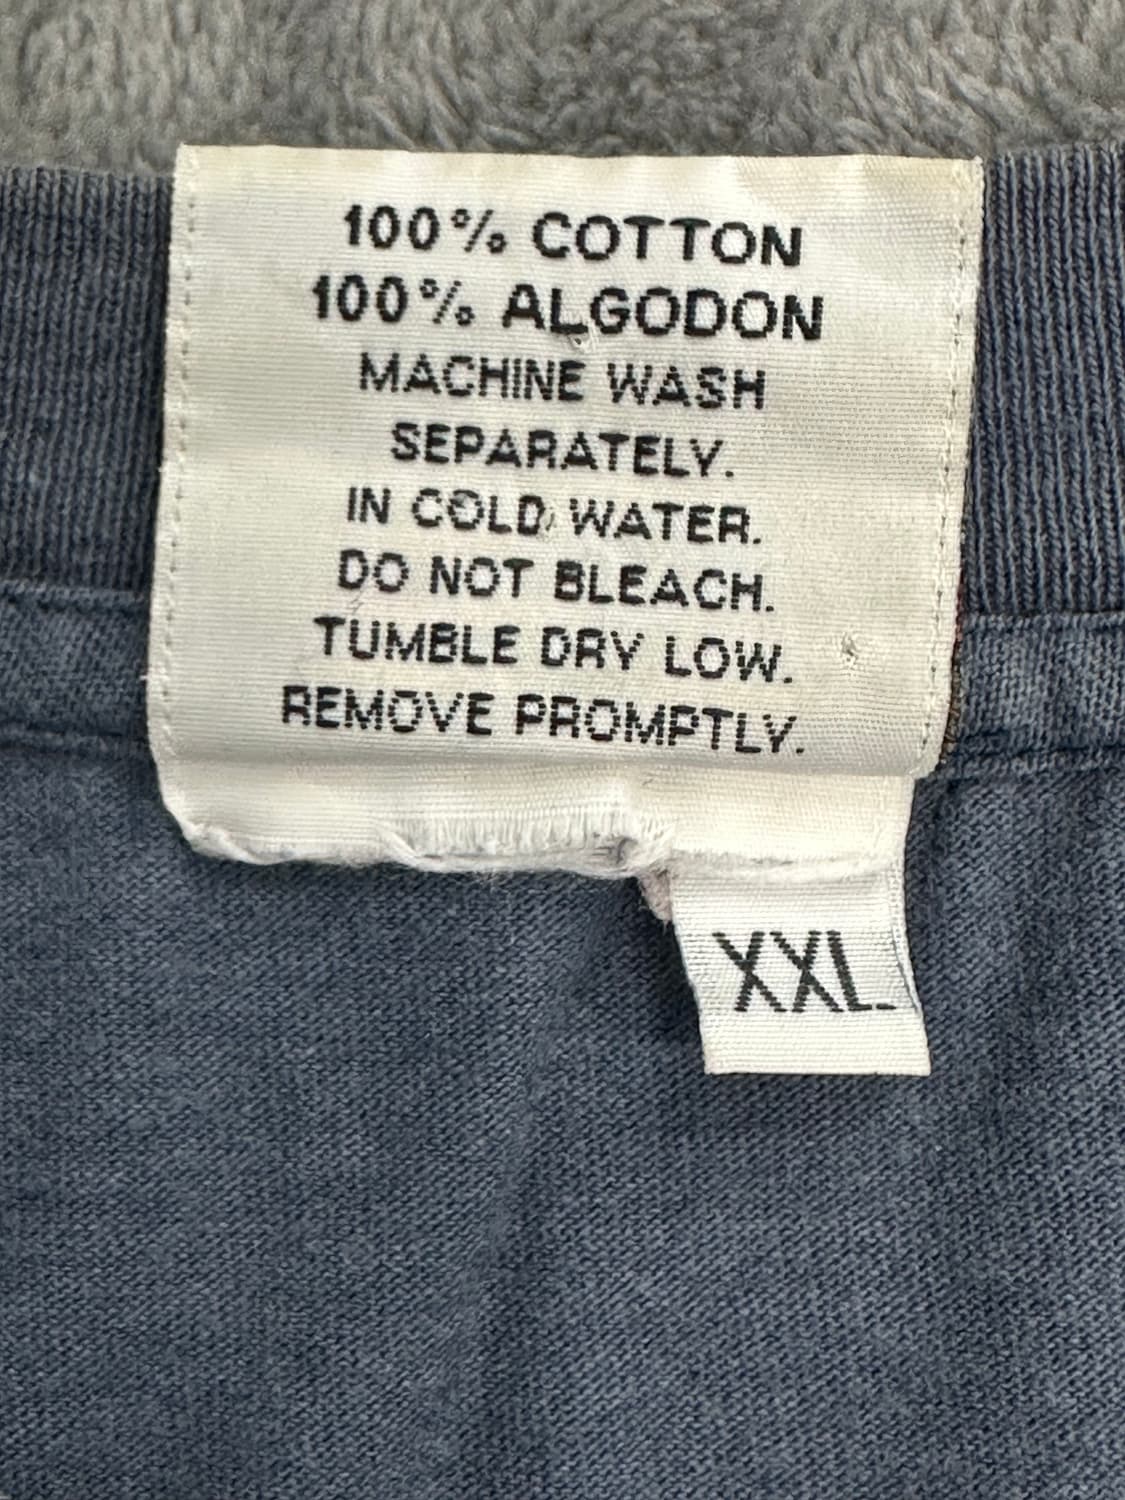 100% COTTON
100% ALGODON
MACHINE WASH
SEPARATELY.
IN COLD WATER.
DO NOT BLEACH.
TUMBLE DRY LOW.
REMOVE PROMPTLY.
XXL